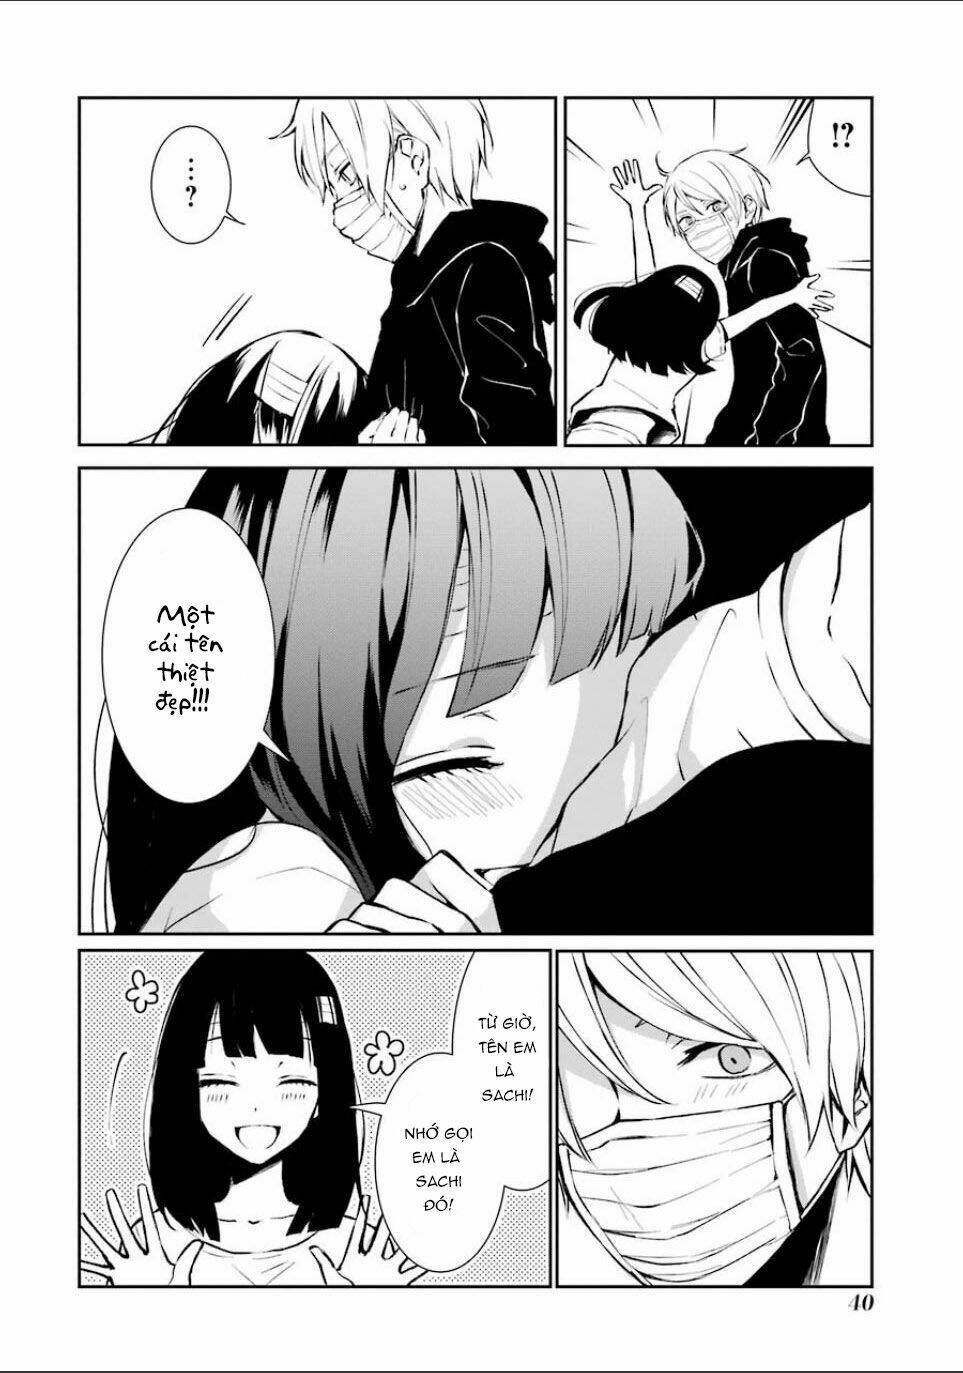 !?
...?
Một
cái tên
thiệt
đẹp!!!
TỪ GIỜ,
TÊN EM
LÀ
SACHI!
NHỚ GỌI
EM LÀ
SACHI
ĐÓ!
40